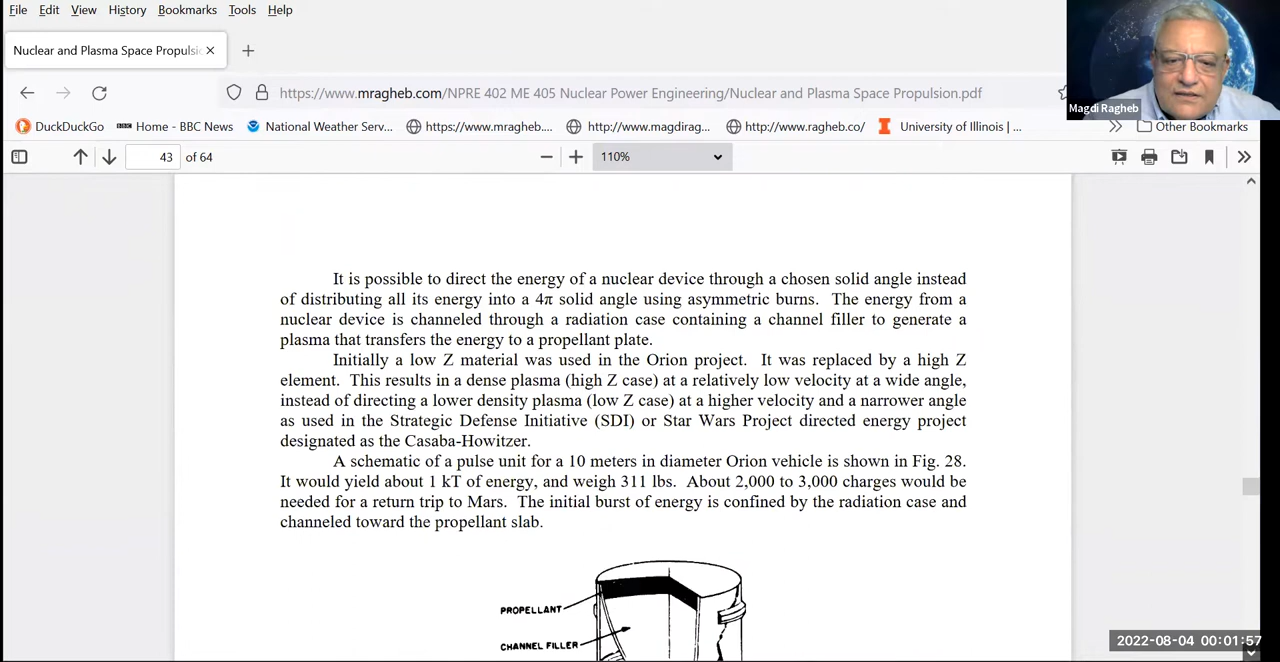 File Edit View History Bookmarks Tools Help
Nuclear and Plasma Space Propulsi
https://www.mragheb.com/NPRE 402 ME 405 Nuclear Power Engineering/Nuclear and Plasma Space Propulsion.pdf
Magdi Ragheb
DuckDuckGo BBC Home - BBC News National Weather Serv... https://www.mragheb.... http://www.magdirag... http://www.ragheb.co/ University of Illinois |... Other Bookmarks
43 of 64 110%
It is possible to direct the energy of a nuclear device through a chosen solid angle instead
of distributing all its energy into a 4π solid angle using asymmetric burns. The energy from a
nuclear device is channeled through a radiation case containing a channel filler to generate a
plasma that transfers the energy to a propellant plate.
Initially a low Z material was used in the Orion project. It was replaced by a high Z
element. This results in a dense plasma (high Z case) at a relatively low velocity at a wide angle,
instead of directing a lower density plasma (low Z case) at a higher velocity and a narrower angle
as used in the Strategic Defense Initiative (SDI) or Star Wars Project directed energy project
designated as the Casaba-Howitzer.
A schematic of a pulse unit for a 10 meters in diameter Orion vehicle is shown in Fig. 28.
It would yield about 1 kT of energy, and weigh 311 lbs. About 2,000 to 3,000 charges would be
needed for a return trip to Mars. The initial burst of energy is confined by the radiation case and
channeled toward the propellant slab.
PROPELLANT
CHANNEL FILLER
2022-08-04 00:01:57